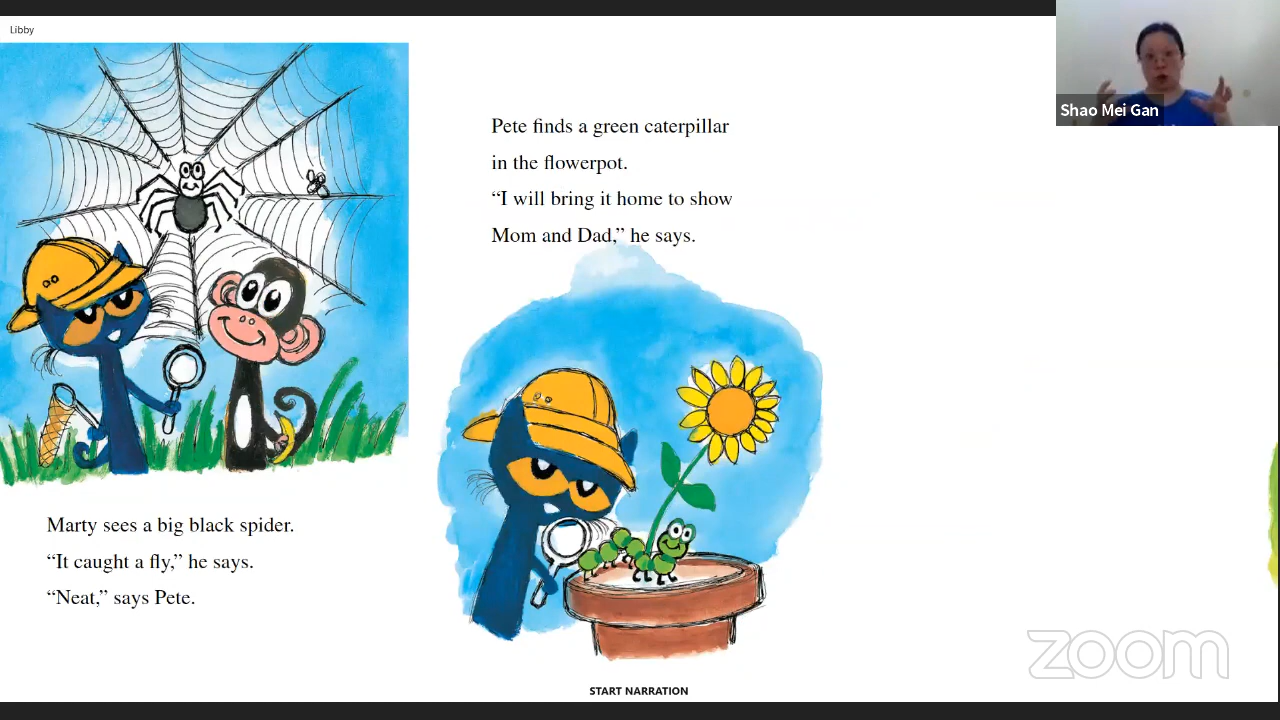 Libby
Marty sees a big black spider.
“It caught a fly,” he says.
“Neat,” says Pete.
Pete finds a green caterpillar
in the flowerpot.
“I will bring it home to show
Mom and Dad,” he says.
START NARRATION
Shao Mei Gan
zoom